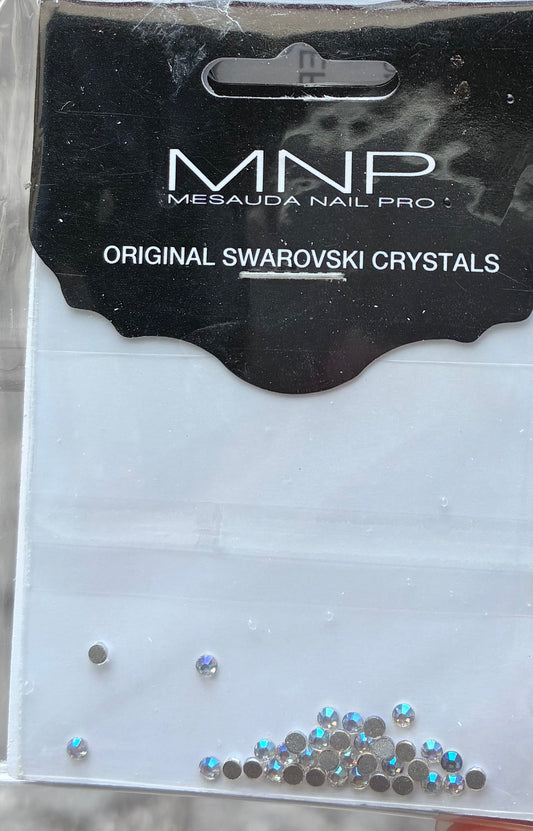 MNP
MESAUDA NAIL PRO
ORIGINAL SWAROVSKI CRYSTALS